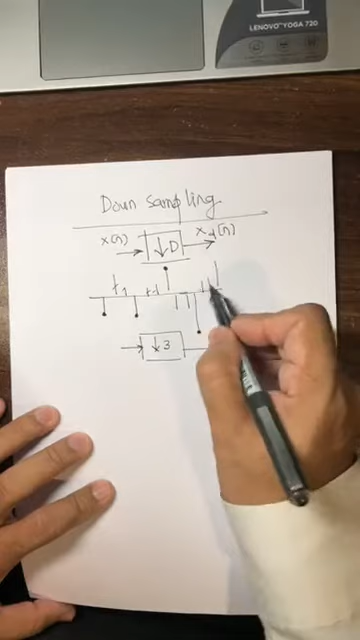 LENOVO YOGA 720
Down sampling
x(n) ↓D x_d(n)
↓3